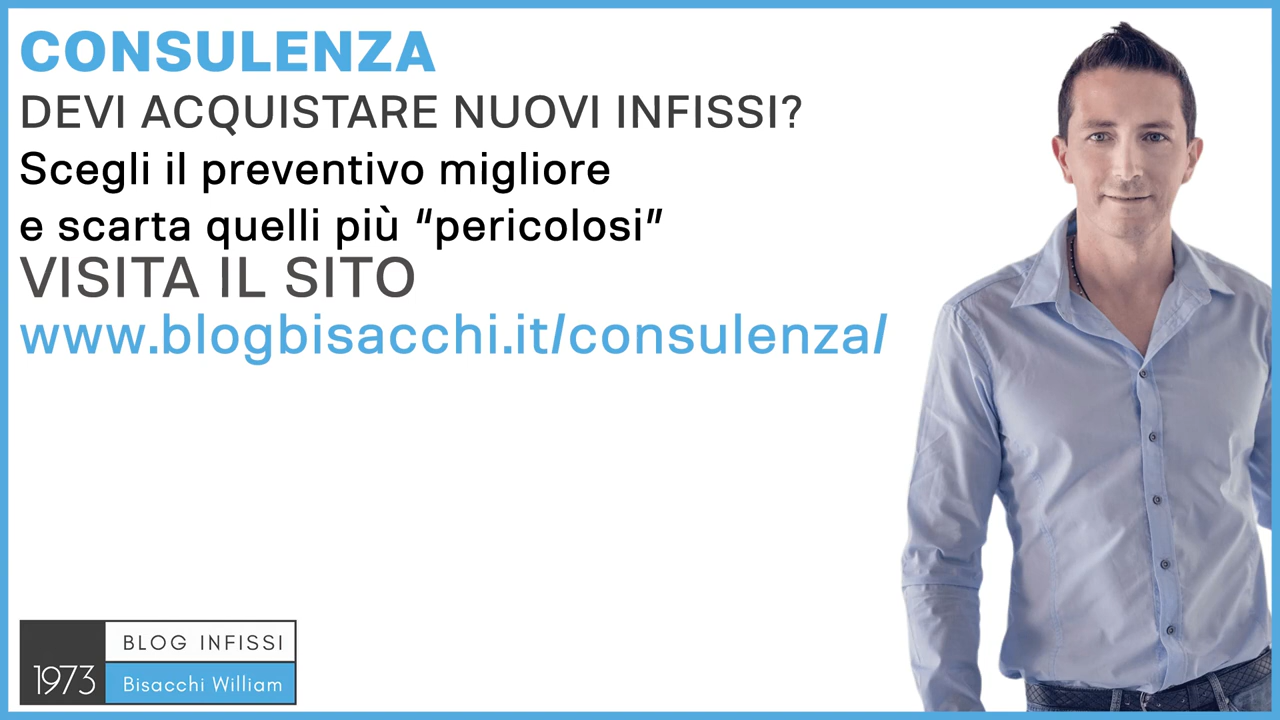 CONSULENZA
DEVI ACQUISTARE NUOVI INFISSI?
Scegli il preventivo migliore
e scarta quelli più “pericolosi”
VISITA IL SITO
www.blogbisacchi.it/consulenza/
1973
BLOG INFISSI
Bisacchi William